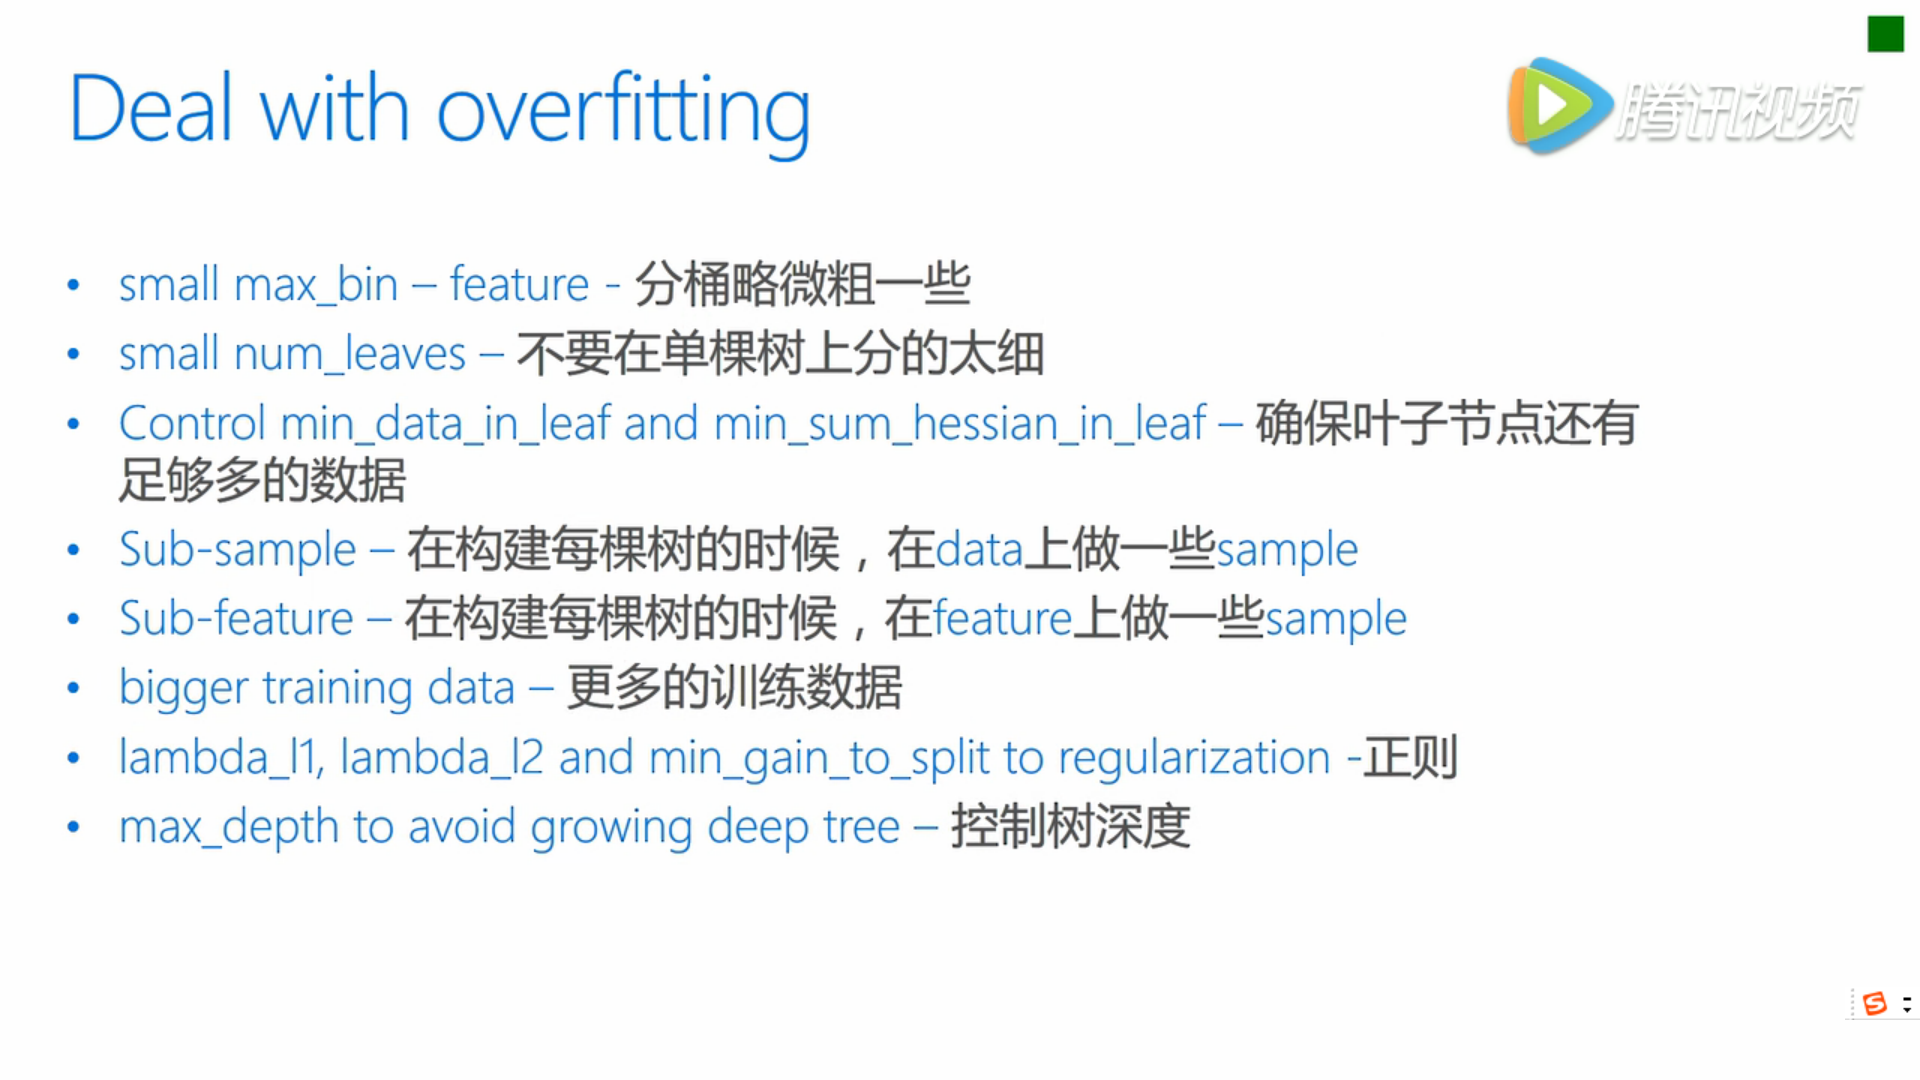 Deal with overfitting
腾讯视频
• small max_bin – feature - 分桶略微粗一些
• small num_leaves – 不要在单棵树上分的太细
• Control min_data_in_leaf and min_sum_hessian_in_leaf – 确保叶子节点还有
足够多的数据
• Sub-sample – 在构建每棵树的时候，在data上做一些sample
• Sub-feature – 在构建每棵树的时候，在feature上做一些sample
• bigger training data – 更多的训练数据
• lambda_l1, lambda_l2 and min_gain_to_split to regularization -正则
• max_depth to avoid growing deep tree – 控制树深度
S